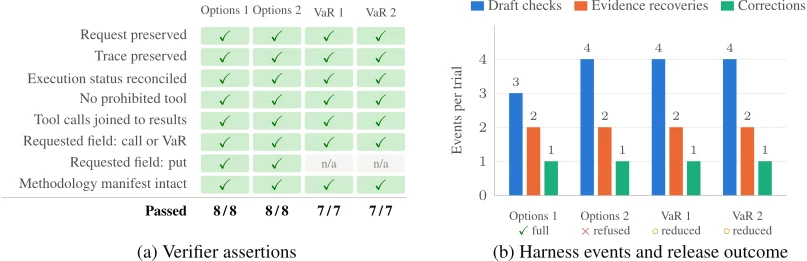 Options 1 Options 2 VaR 1 VaR 2
Request preserved ✓ ✓ ✓ ✓
Trace preserved ✓ ✓ ✓ ✓
Execution status reconciled ✓ ✓ ✓ ✓
No prohibited tool ✓ ✓ ✓ ✓
Tool calls joined to results ✓ ✓ ✓ ✓
Requested field: call or VaR ✓ ✓ ✓ ✓
Requested field: put ✓ ✓ n/a n/a
Methodology manifest intact ✓ ✓ ✓ ✓
Passed 8/8 8/8 7/7 7/7
(a) Verifier assertions
Draft checks Evidence recoveries Corrections
Events per trial
4
3
2
1
0
3 2 1 4 2 1 4 2 1 4 2 1
Options 1 Options 2 VaR 1 VaR 2
✓ full × refused ○ reduced ○ reduced
(b) Harness events and release outcome